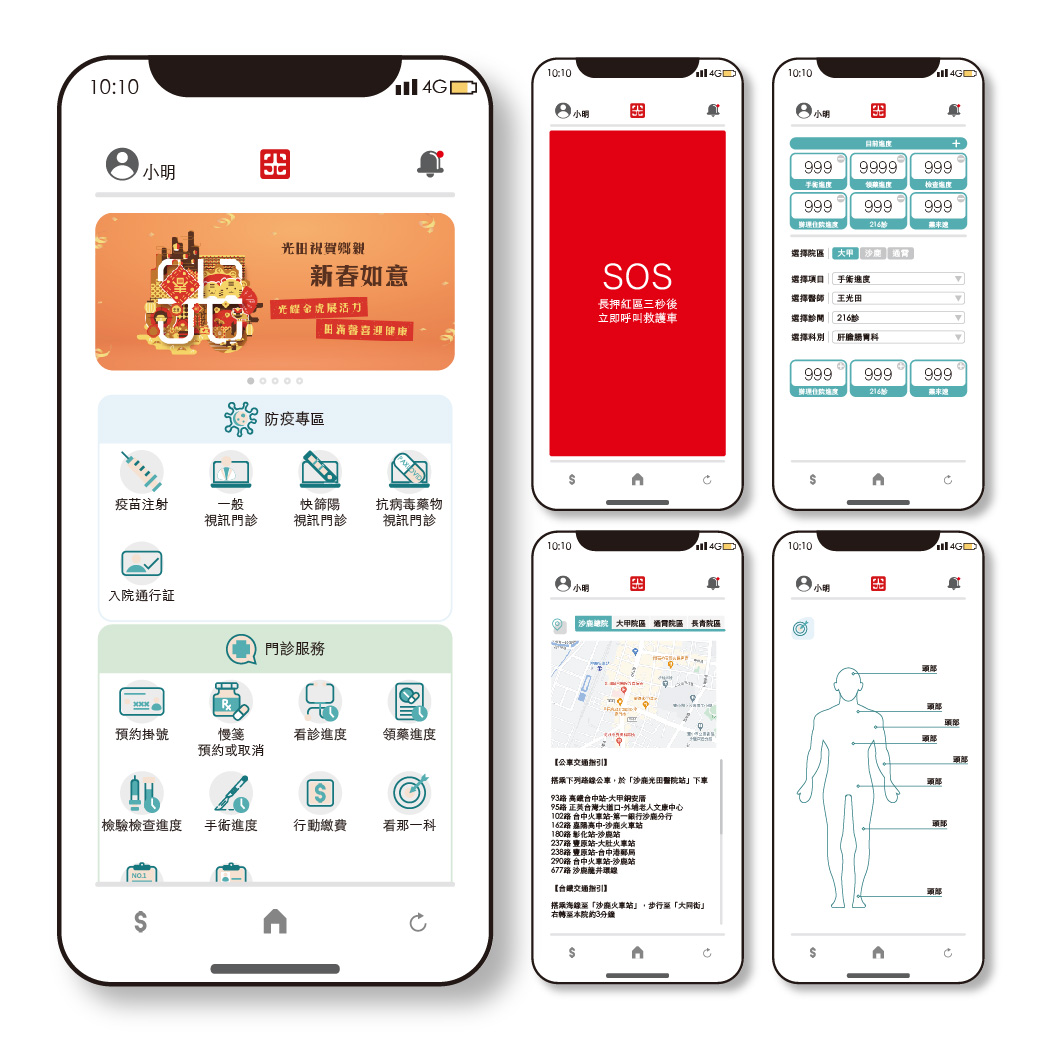 10:10 4G
小明
光田祝賀鄉親
新春如意
光耀金虎展活力
田滿馨喜迎健康
防疫專區
疫苗注射
一般
視訊門診
快篩陽
視訊門診
抗病毒藥物
視訊門診
入院通行証
門診服務
XXX
預約掛號
Rx
慢箋
預約或取消
看診進度
領藥進度
檢驗檢查進度
手術進度
$
行動繳費
看那一科
NO.1
$
10:10 4G
小明
SOS
長押紅區三秒後
立即呼叫救護車
$
10:10 4G
小明
目前進度 +
999 9999 999
手術進度 領藥進度 檢查進度
999 999 999
辦理住院進度 216診 藥來速
選擇院區 大甲 沙鹿 通霄
選擇項目 手術進度
選擇醫師 王光田
選擇診間 216診
選擇科別 肝膽腸胃科
999 999 999
辦理住院進度 216診 藥來速
$
10:10 4G
小明
沙鹿總院 大甲院區 通霄院區 長青院區
【公車交通指引】
搭乘下列路線公車，於「沙鹿光田醫院站」下車
93路 高鐵台中站-大甲銅安厝
95路 正英台灣大道口-外埔老人文康中心
102路 台中火車站-第一銀行沙鹿分行
162路 嘉陽高中-沙鹿火車站
180路 彰化站-沙鹿站
237路 豐原站-大肚火車站
238路 豐原站-台中港郵局
290路 台中火車站-沙鹿站
677路 沙鹿龍井環線
【台鐵交通指引】
搭乘海線至「沙鹿火車站」，步行至「大同街」
右轉至本院約3分鐘
$
10:10 4G
小明
頭部
頭部
頭部
頭部
頭部
頭部
頭部
頭部
$